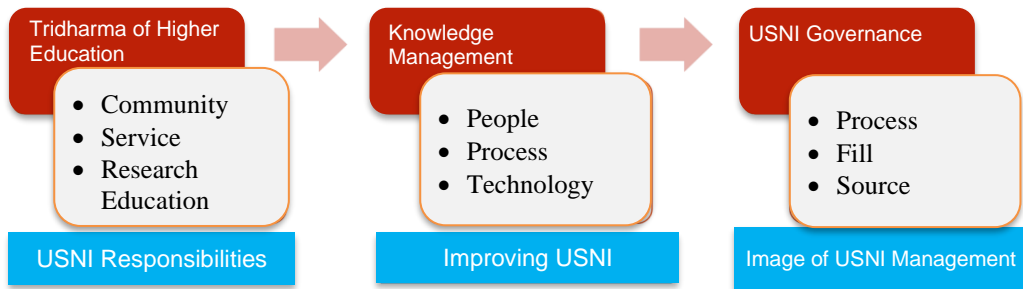 Tridharma of Higher
Education
• Community
• Service
• Research
Education
USNI Responsibilities
Knowledge
Management
• People
• Process
• Technology
Improving USNI
USNI Governance
• Process
• Fill
• Source
Image of USNI Management